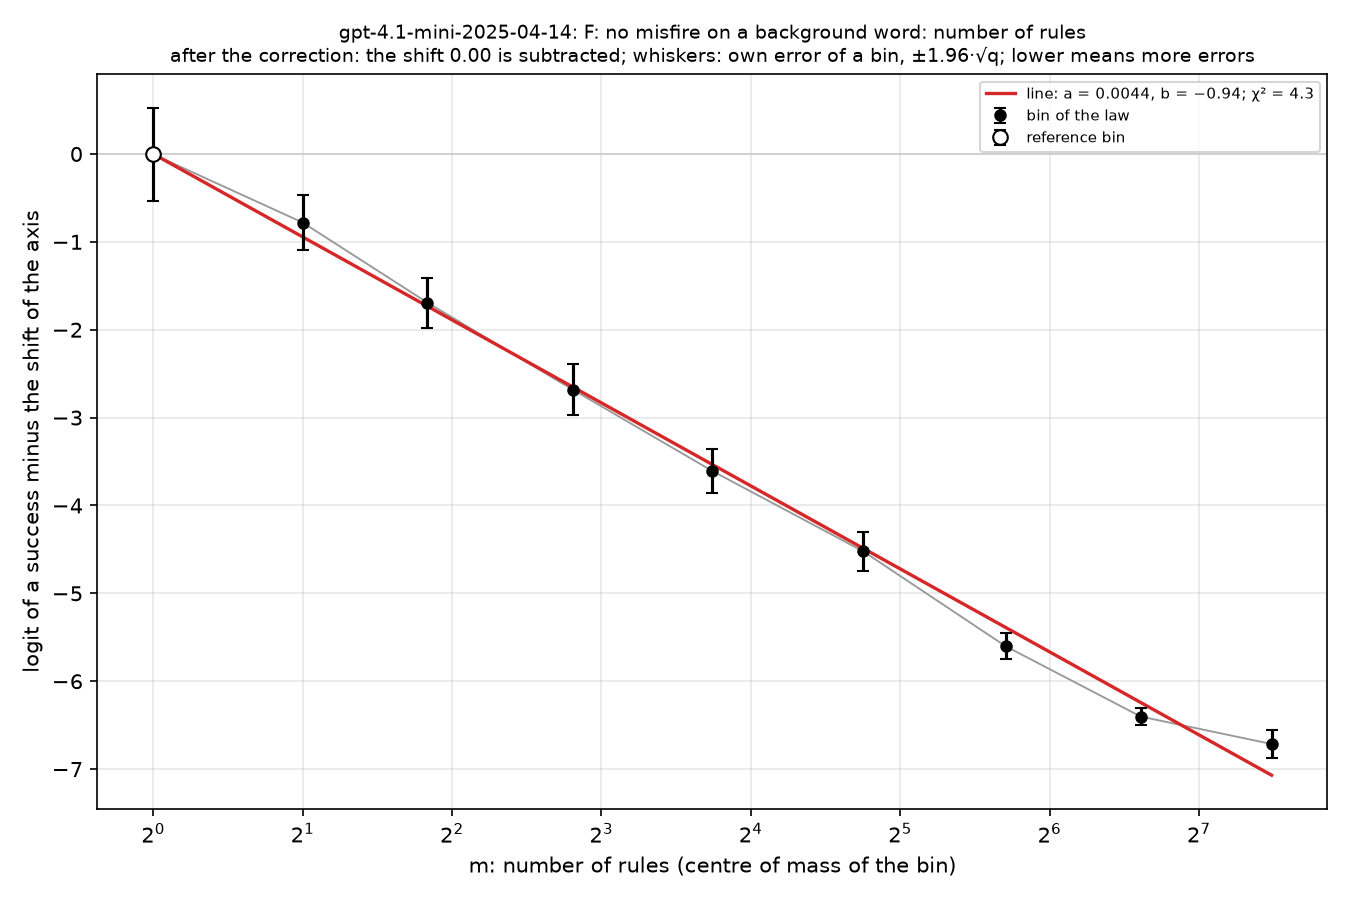 gpt-4.1-mini-2025-04-14: F: no misfire on a background word: number of rules
after the correction: the shift 0.00 is subtracted; whiskers: own error of a bin, ±1.96·√q; lower means more errors
line: a = 0.0044, b = −0.94; χ² = 4.3
bin of the law
reference bin
logit of a success minus the shift of the axis
0
−1
−2
−3
−4
−5
−6
−7
2⁰ 2¹ 2² 2³ 2⁴ 2⁵ 2⁶ 2⁷
m: number of rules (centre of mass of the bin)